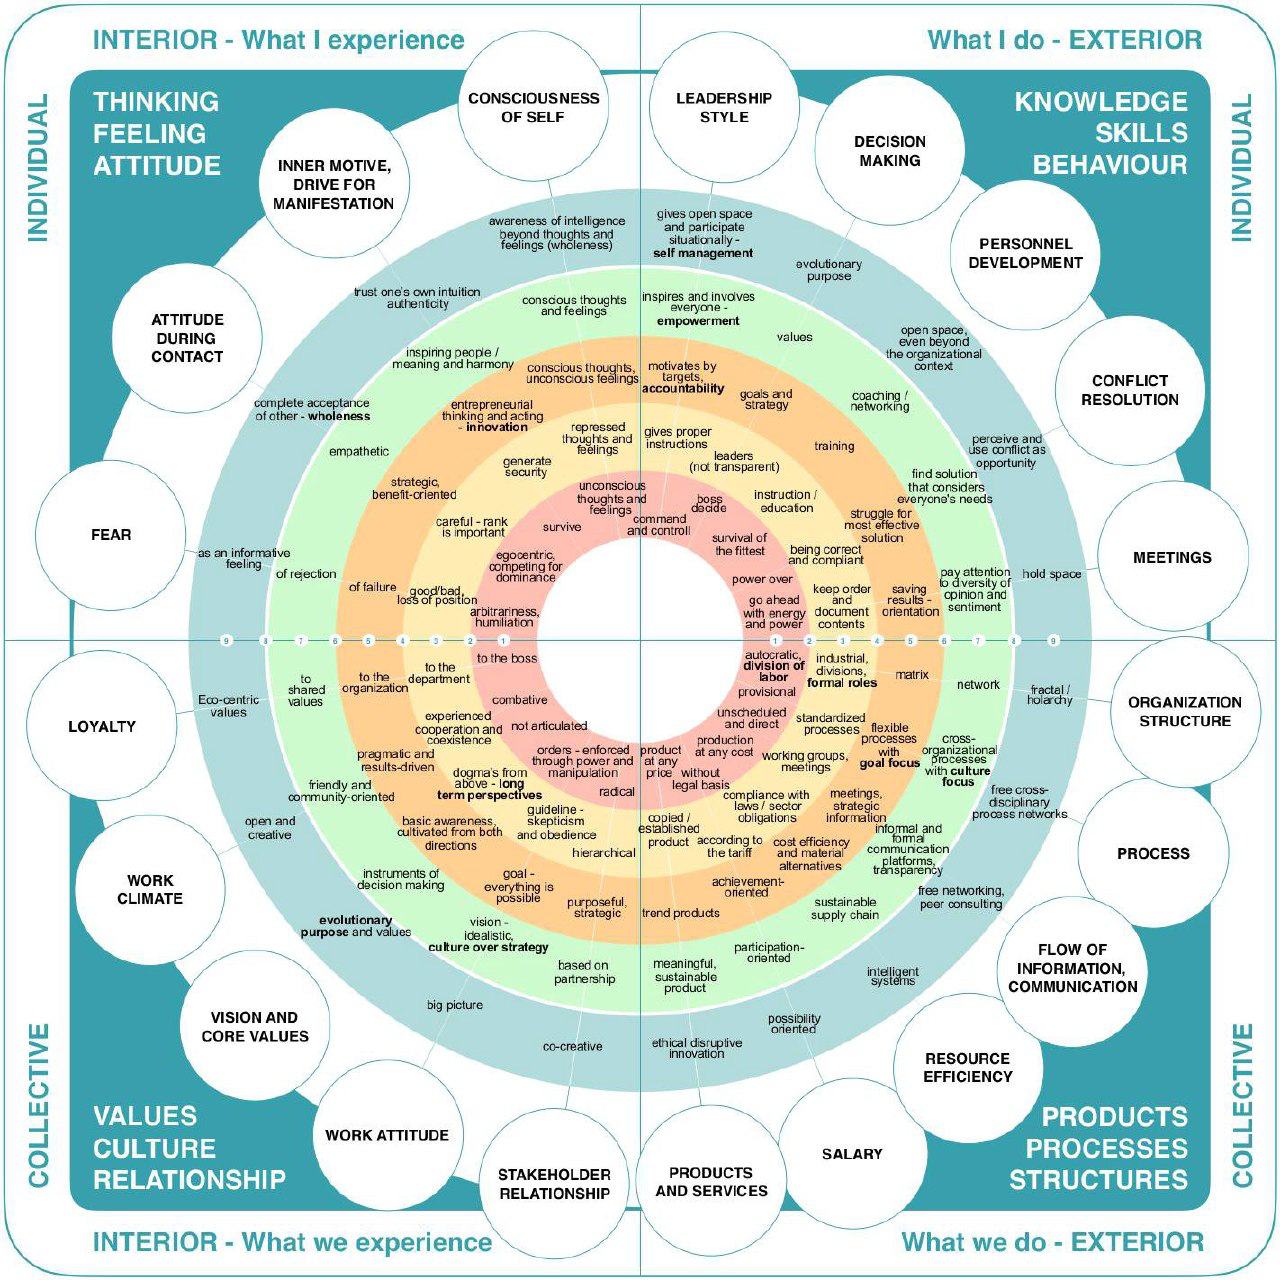 INTERIOR - What I experience
What I do - EXTERIOR
INDIVIDUAL
INDIVIDUAL
THINKING
FEELING
ATTITUDE
KNOWLEDGE
SKILLS
BEHAVIOUR
CONSCIOUSNESS
OF SELF
LEADERSHIP
STYLE
INNER MOTIVE,
DRIVE FOR
MANIFESTATION
DECISION
MAKING
ATTITUDE
DURING
CONTACT
PERSONNEL
DEVELOPMENT
FEAR
CONFLICT
RESOLUTION
MEETINGS
awareness of intelligence
beyond thoughts and
feelings (wholeness)
conscious thoughts
and feelings
conscious thoughts,
unconscious feelings
repressed
thoughts and
feelings
unconscious
thoughts and
feelings
trust one's own intuition
authenticity
inspiring people /
meaning and harmony
entrepreneurial
thinking and acting
- innovation
generate
security
survive
complete acceptance
of other - wholeness
empathetic
strategic,
benefit-oriented
careful - rank
is important
egocentric,
competing for
dominance
as an informative
feeling
of rejection
of failure
good/bad,
loss of position
arbitrariness,
humiliation
gives open space
and participate
situationally -
self management
inspires and involves
everyone -
empowerment
motivates by
targets,
accountability
gives proper
instructions
command
and controll
evolutionary
purpose
values
goals and
strategy
leaders
(not transparent)
boss
decide
open space,
even beyond
the organizational
context
coaching /
networking
training
instruction /
education
survival of
the fittest
perceive and
use conflict as
opportunity
find solution
that considers
everyone's needs
struggle for
most effective
solution
being correct
and compliant
power over
hold space
pay attention
to diversity of
opinion and
sentiment
saving
results -
orientation
keep order
and
document
contents
go ahead
with energy
and power
9 8 7 6 5 4 3 2 1
1 2 3 4 5 6 7 8 9
to the boss
to the
department
to the
organization
to
shared
values
Eco-centric
values
combative
experienced
cooperation and
coexistence
pragmatic and
results-driven
friendly and
community-oriented
open and
creative
not articulated
dogma's from
above - long
term perspectives
basic awareness,
cultivated from both
directions
instruments of
decision making
evolutionary
purpose and values
orders - enforced
through power and
manipulation
guideline -
skepticism
and obedience
goal -
everything is
possible
vision -
idealistic,
culture over strategy
big picture
radical
hierarchical
purposeful,
strategic
based on
partnership
co-creative
autocratic,
division of
labor
provisional
industrial,
divisions,
formal roles
matrix
network
fractal /
holarchy
unscheduled
and direct
standardized
processes
flexible
processes
with
goal focus
cross-
organizational
processes
with culture
focus
free cross-
disciplinary
process networks
production
at any cost
working groups,
meetings
meetings,
strategic
information
informal and
formal
communication
platforms,
transparency
free networking,
peer consulting
without
legal basis
compliance with
laws / sector
obligations
cost efficiency
and material
alternatives
sustainable
supply chain
intelligent
systems
according to
the tariff
achievement-
oriented
participation-
oriented
possibility
oriented
product
at any
price
copied /
established
product
trend products
meaningful,
sustainable
product
ethical disruptive
innovation
LOYALTY
ORGANIZATION
STRUCTURE
WORK
CLIMATE
PROCESS
VISION AND
CORE VALUES
FLOW OF
INFORMATION,
COMMUNICATION
WORK ATTITUDE
RESOURCE
EFFICIENCY
STAKEHOLDER
RELATIONSHIP
PRODUCTS
AND SERVICES
SALARY
COLLECTIVE
COLLECTIVE
VALUES
CULTURE
RELATIONSHIP
PRODUCTS
PROCESSES
STRUCTURES
INTERIOR - What we experience
What we do - EXTERIOR